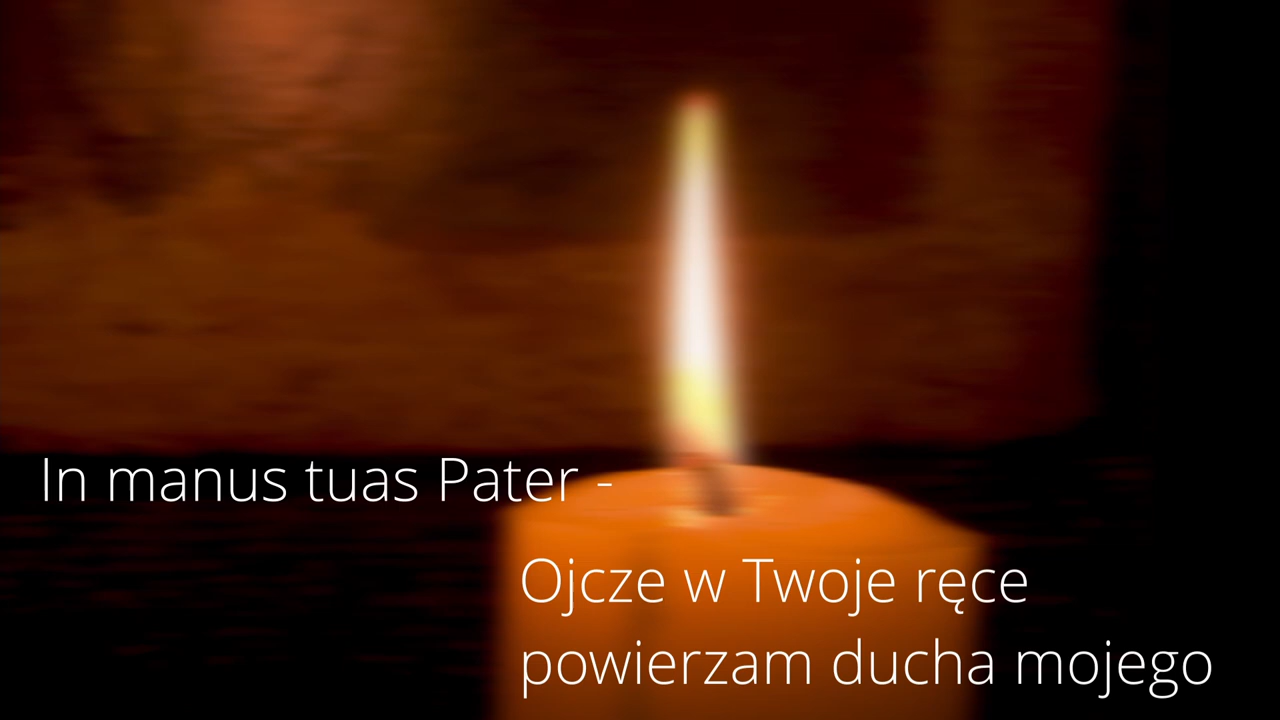 In manus tuas Pater -
Ojcze w Twoje ręce
powierzam ducha mojego